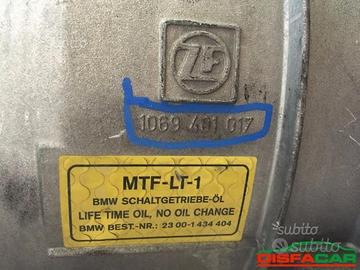 ZF
1069 401 017
MTF-LT-1
BMW SCHALTGETRIEBE-ÖL
LIFE TIME OIL, NO OIL CHANGE
BMW BEST.-NR.: 23 00-1 434 404
subito
subito
DISFACAR